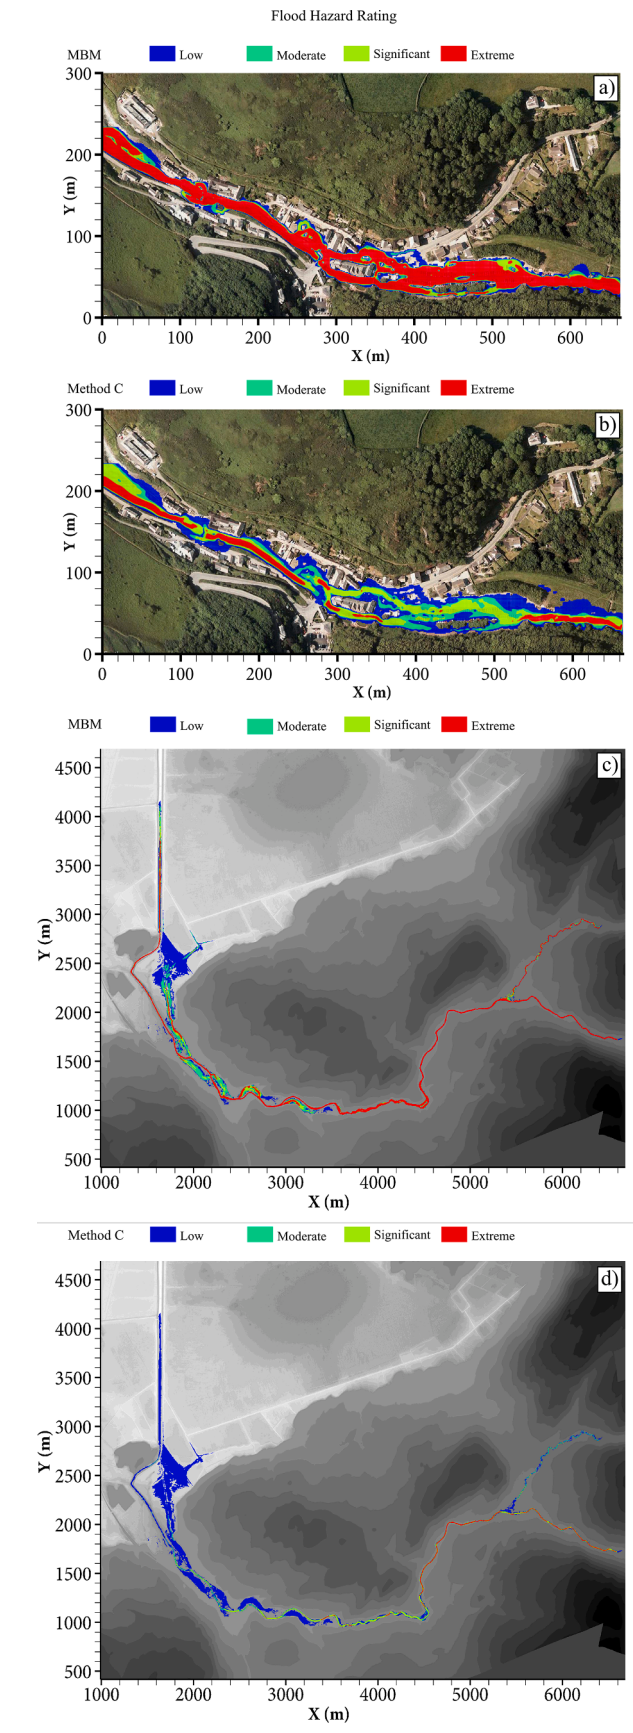 Flood Hazard Rating
MBM Low Moderate Significant Extreme
a)
300
200
100
0
Y (m)
0 100 200 300 400 500 600
X (m)
Method C Low Moderate Significant Extreme
b)
300
200
100
0
Y (m)
0 100 200 300 400 500 600
X (m)
MBM Low Moderate Significant Extreme
c)
4500
4000
3500
3000
2500
2000
1500
1000
500
Y (m)
1000 2000 3000 4000 5000 6000
X (m)
Method C Low Moderate Significant Extreme
d)
4500
4000
3500
3000
2500
2000
1500
1000
500
Y (m)
1000 2000 3000 4000 5000 6000
X (m)